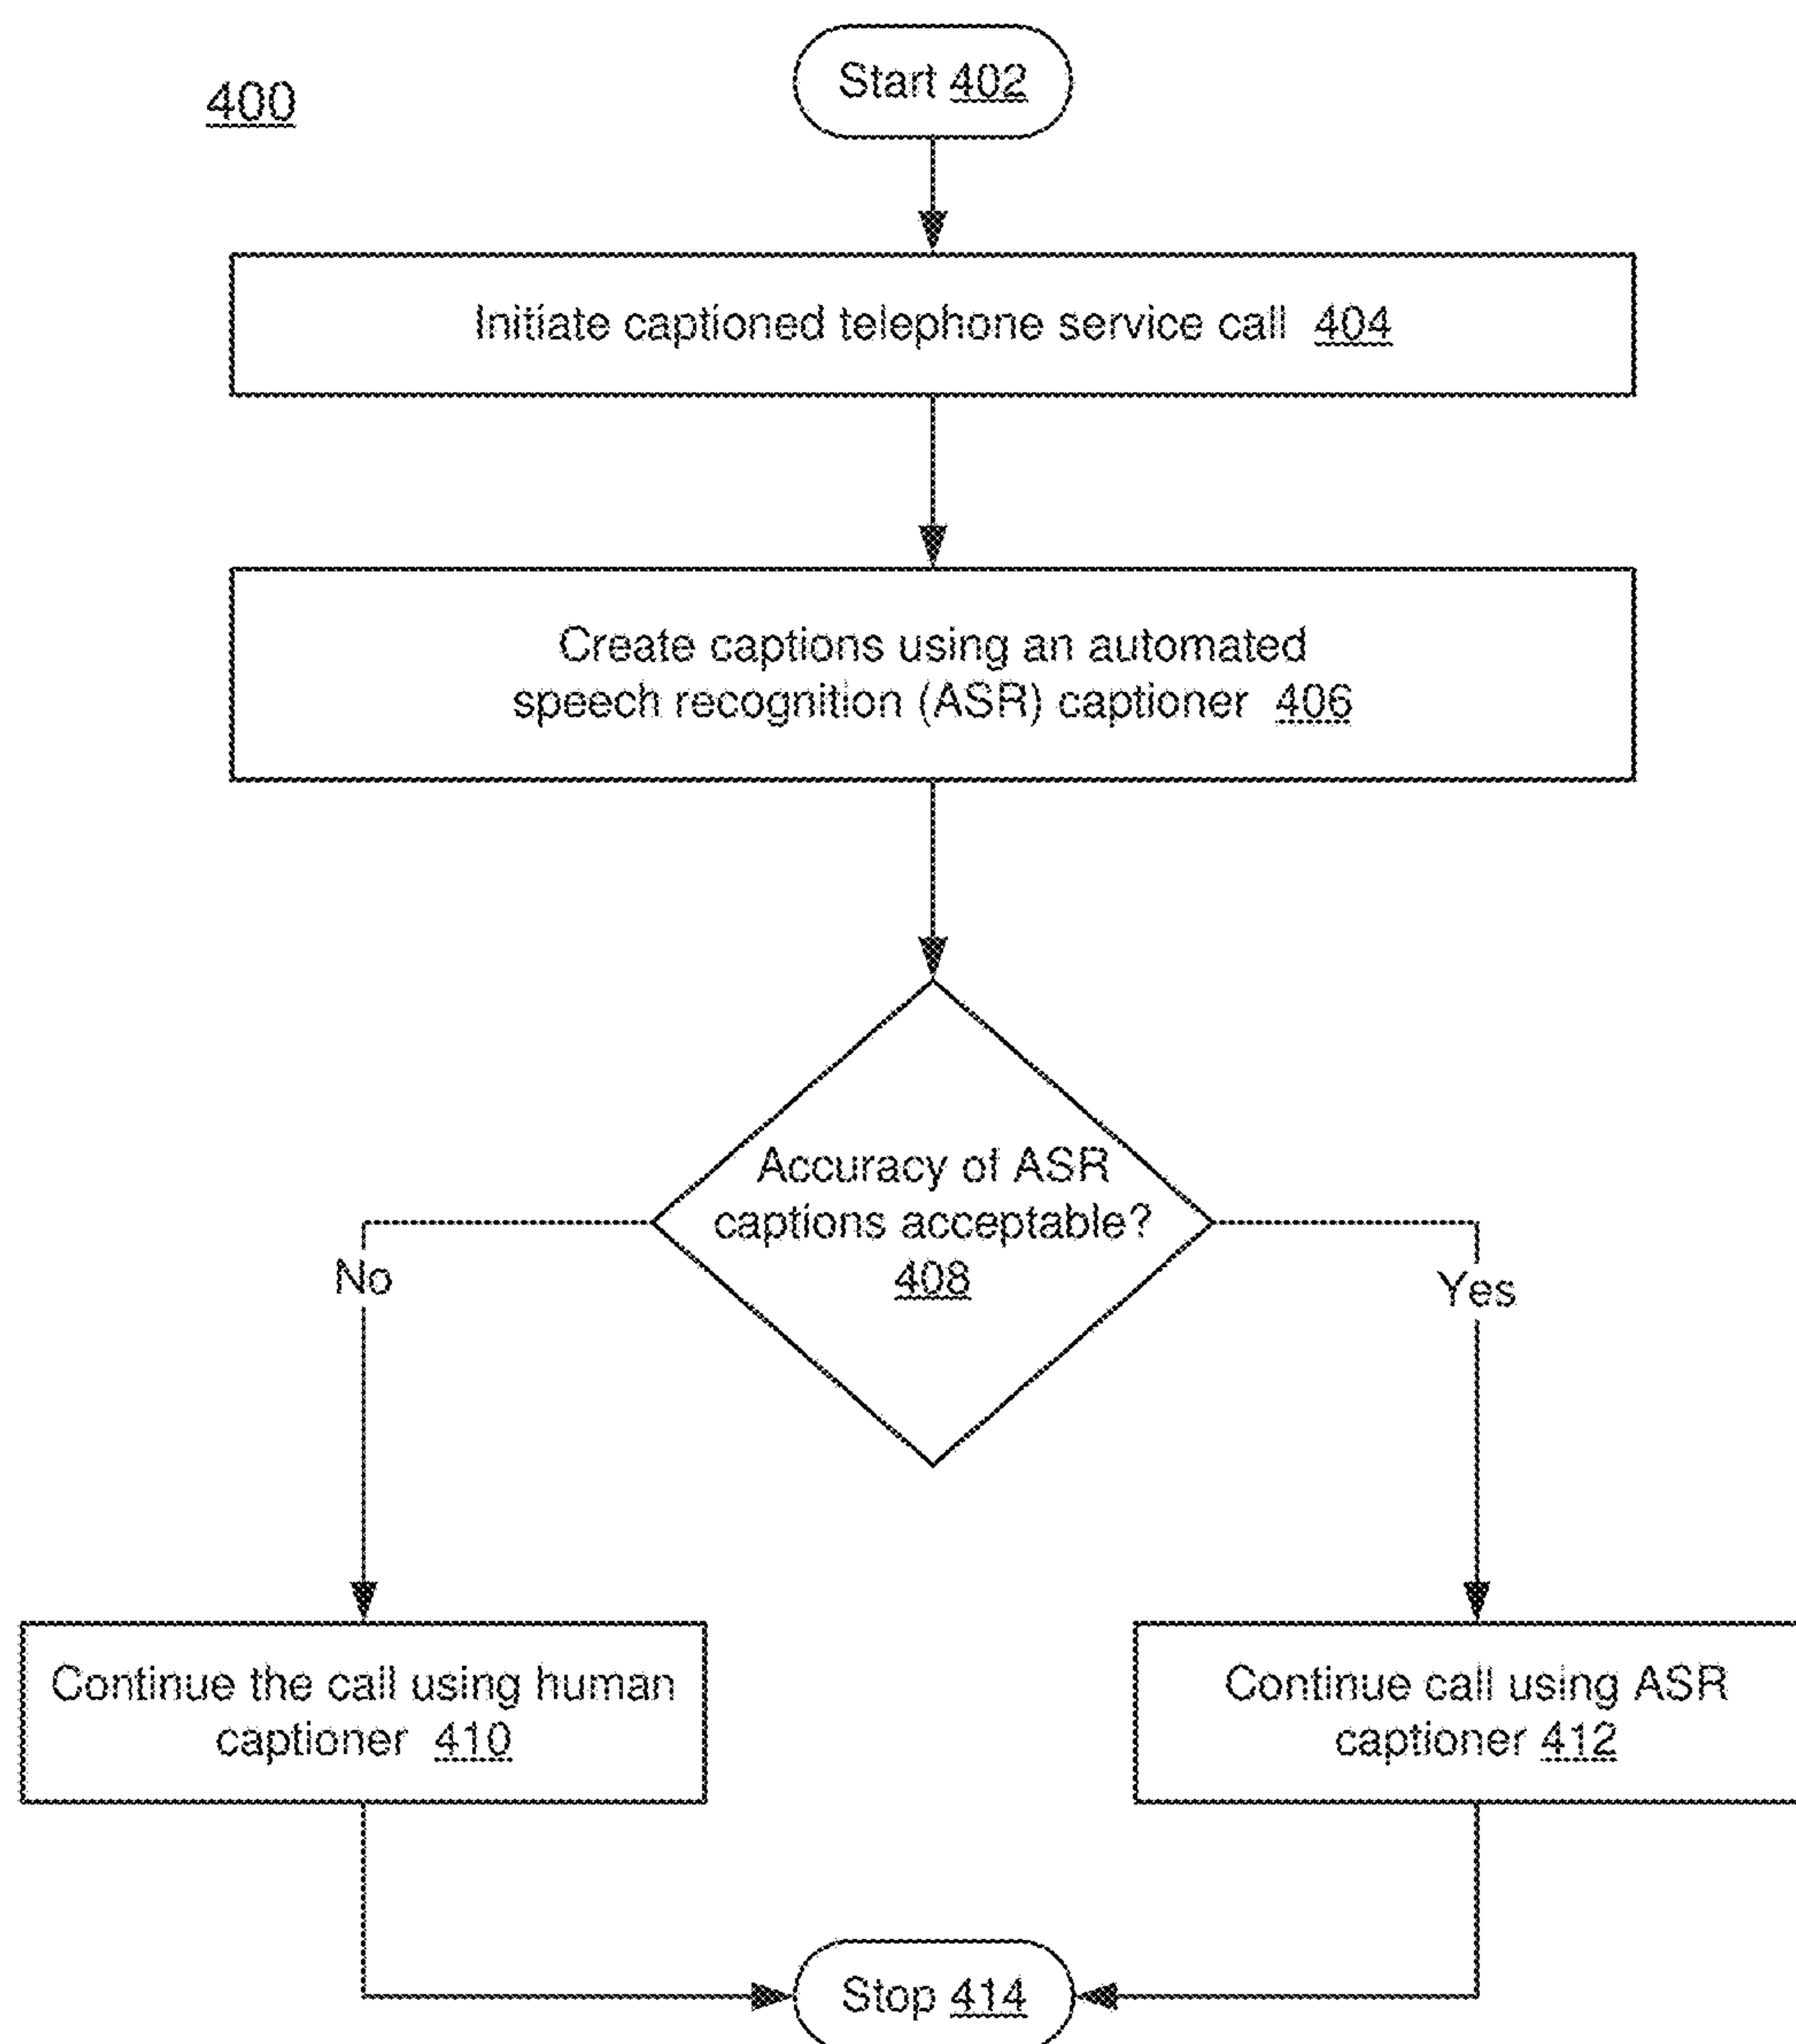 400
Start 402
Initiate captioned telephone service call 404
Create captions using an automated
speech recognition (ASR) captioner 406
Accuracy of ASR
captions acceptable?
408
No
Yes
Continue the call using human
captioner 410
Continue call using ASR
captioner 412
Stop 414